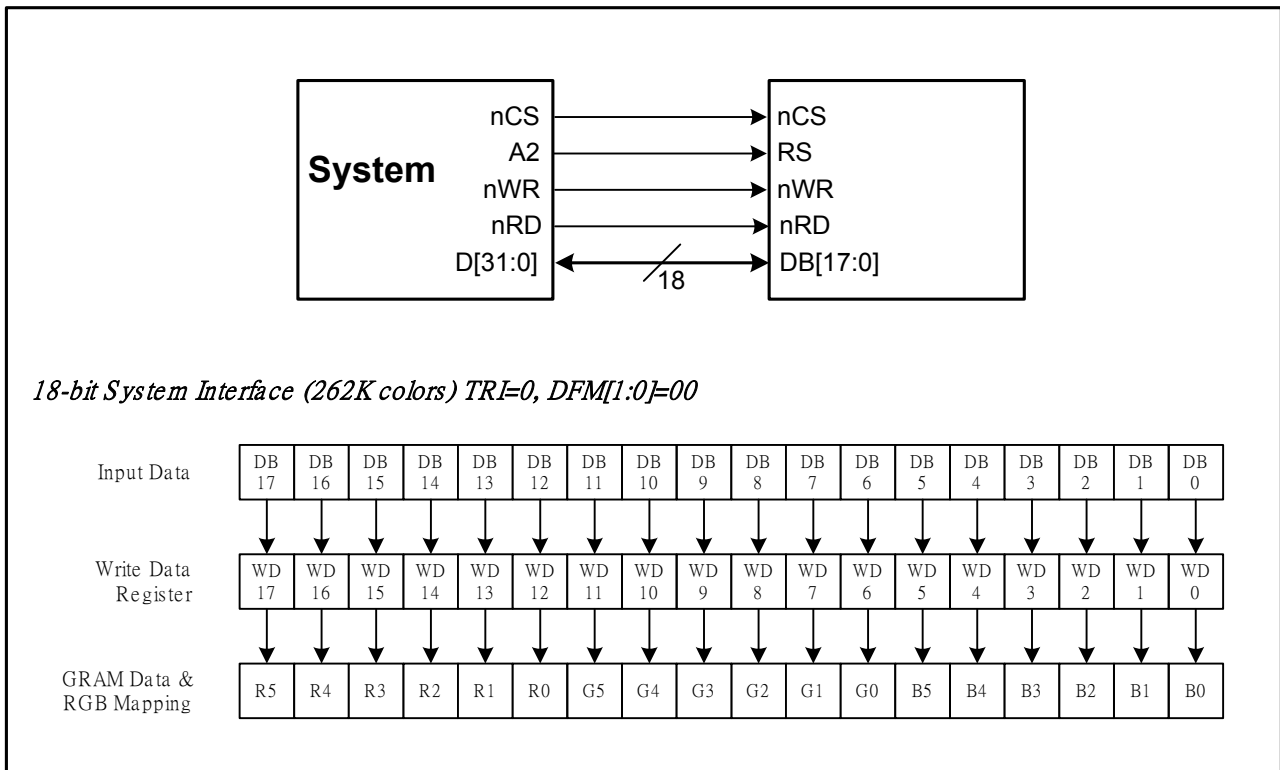 nCS nCS
System A2 RS
nWR nWR
nRD nRD
D[31:0] 18 DB[17:0]
18-bit System Interface (262K colors) TRI=0, DFM[1:0]=00
Input Data DB 17 DB 16 DB 15 DB 14 DB 13 DB 12 DB 11 DB 10 DB 9 DB 8 DB 7 DB 6 DB 5 DB 4 DB 3 DB 2 DB 1 DB 0
Write Data Register WD 17 WD 16 WD 15 WD 14 WD 13 WD 12 WD 11 WD 10 WD 9 WD 8 WD 7 WD 6 WD 5 WD 4 WD 3 WD 2 WD 1 WD 0
GRAM Data & RGB Mapping R5 R4 R3 R2 R1 R0 G5 G4 G3 G2 G1 G0 B5 B4 B3 B2 B1 B0